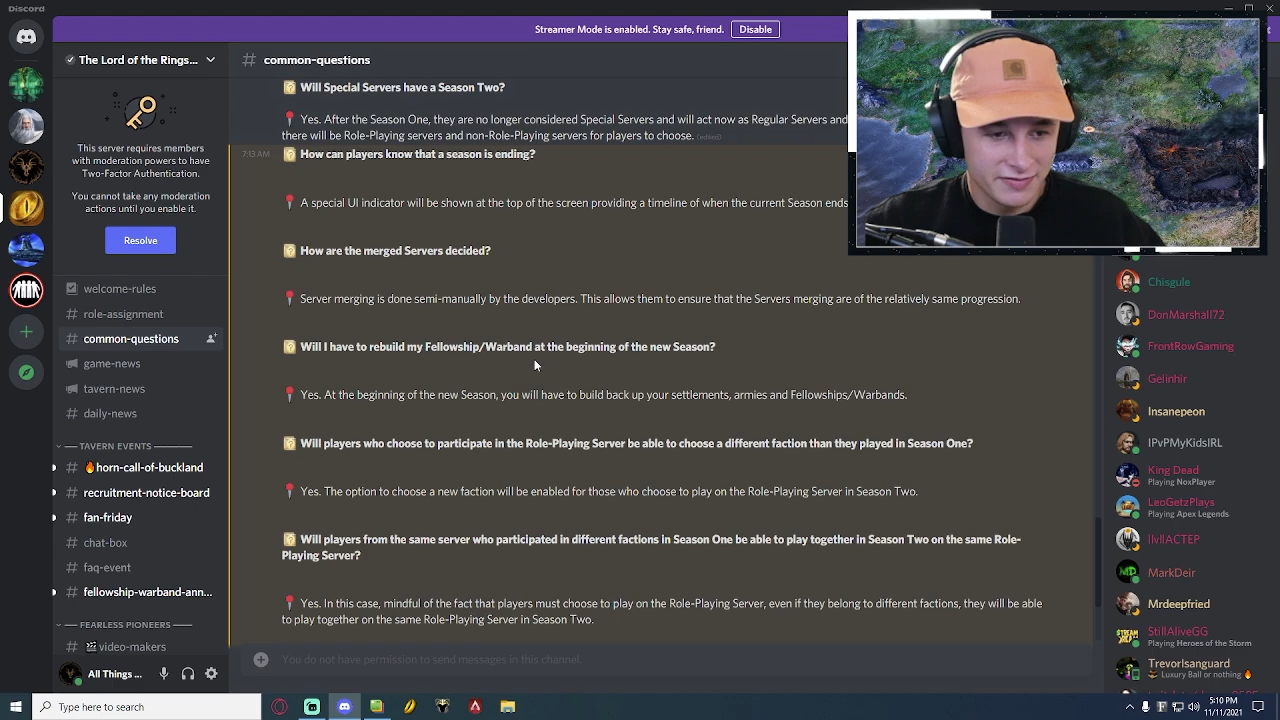 Discord
Streamer Mode is enabled. Stay safe, friend. Disable
The Lord of the Rings:...
common-questions
This server requires members
with moderation powers to have
Two Factor Authentication.
You cannot take any moderation
actions until you enable it.
Resolve
welcome-rules
role-assignment
common-questions
game-news
tavern-news
daily-news
TAVERN EVENTS
fan-friday
chat-box
faq-event
FEARLESS PIONEERS
video-maker
All Things ...
Will Special Servers have a Season Two?
Yes. After the Season One, they are no longer considered Special Servers and will now act as Regular Servers and
there will be Role-Playing servers and non-Role-Playing servers for players to choose. (edited)
7:13 AM
How can players know that a season is ending?
A special UI indicator will be shown at the top of the screen providing a timeline of when the current Season ends
How are the merged Servers decided?
Server merging is done manually by the developers. This allows them to ensure that the Servers merging are of the relatively same progression.
Will I have to rebuild my Fellowship/Warband at the beginning of the new Season?
Yes. At the beginning of the new Season, you will have to build back up your settlements, armies and Fellowships/Warbands.
Will players who choose to participate in the Role-Playing Server be able to choose a different faction than they played in Season One?
Yes. The option to choose a new faction will be enabled for those who choose to play on the Role-Playing Server in Season Two.
Will players from the same server who participated in different factions in Season One be able to play together in Season Two on the same Role-
Playing Server?
Yes. In this case, mindful of the fact that players must choose to play on the Role-Playing Server, even if they belong to different factions, they will be able
to play together on the same Role-Playing Server in Season Two.
You do not have permission to send messages in this channel.
Chisgule
DonMarshall72
FrontRowGaming
Gelinhir
Insanepeon
IPvPMyKidsIRL
King Dead
Playing NoxPlayer
LeoGetzPlays
Playing Apex Legends
MarkDeir
Mrdeepfried
StillAliveGG
Playing Heroes of the Storm
TrevorIsanguard
Luxury Ball or nothing
Type here to search
5:10 PM
11/11/2021